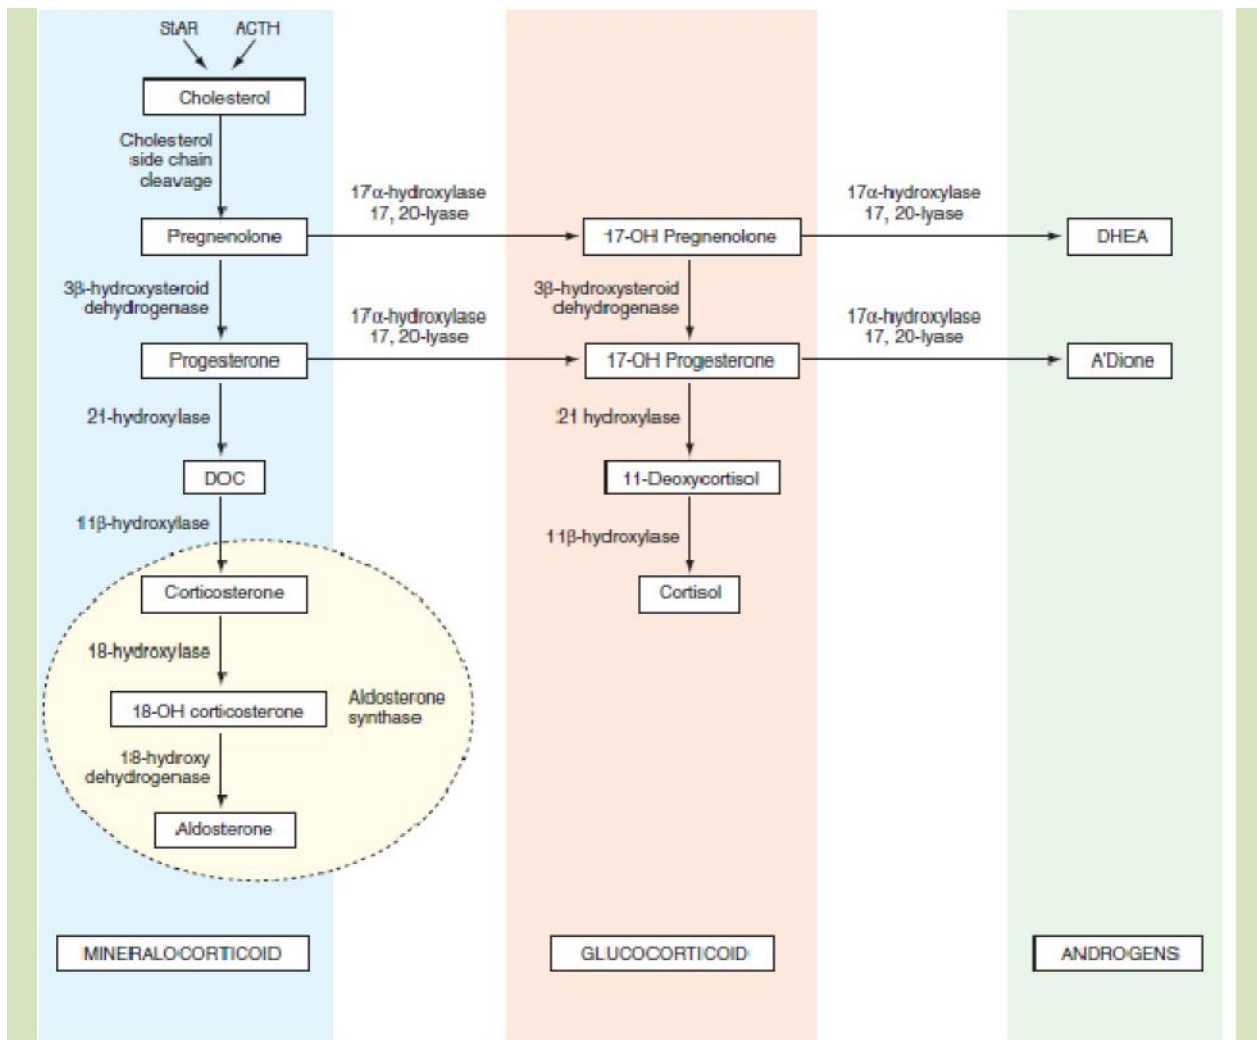 StAR
ACTH
Cholesterol
Cholesterol
side chain
cleavage
17α-hydroxylase
17, 20-lyase
17α-hydroxylase
17, 20-lyase
Pregnenolone
17-OH Pregnenolone
DHEA
3β-hydroxysteroid
dehydrogenase
3β-hydroxysteroid
dehydrogenase
17α-hydroxylase
17, 20-lyase
17α-hydroxylase
17, 20-lyase
Progesterone
17-OH Progesterone
A'Dione
21-hydroxylase
21 hydroxylase
DOC
11-Deoxycortisol
11β-hydroxylase
11β-hydroxylase
Corticosterone
Cortisol
18-hydroxylase
18-OH corticosterone
Aldosterone
synthase
18-hydroxy
dehydrogenase
Aldosterone
MINERALOCORTICOID
GLUCOCORTICOID
ANDROGENS